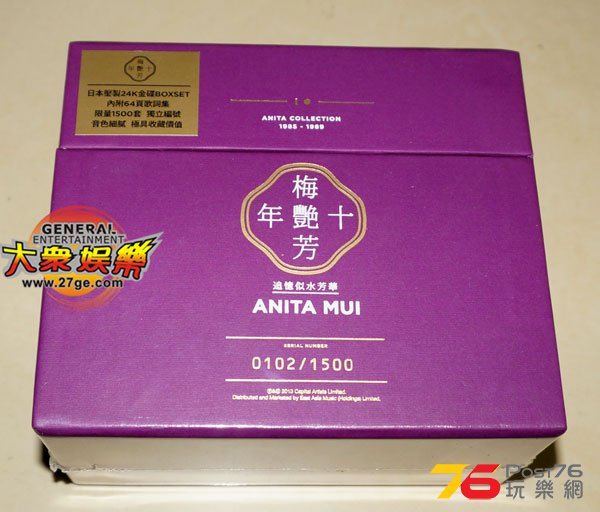 梅
年艷十
芳
日本壓製24K金碟BOXSET
內附64頁歌詞集
限量1500套 獨立編號
音色細膩 極具收藏價值
ANITA COLLECTION
1985 - 1989
梅
年艷十
芳
追憶似水芳華
ANITA MUI
SERIAL NUMBER
0102/1500
℗&© 2013 Capital Artists Limited.
Distributed and Marketed by East Asia Music (Holdings) Limited.
GENERAL
ENTERTAINMENT
大衆娛樂
www.27ge.com
76 POST76
玩樂網